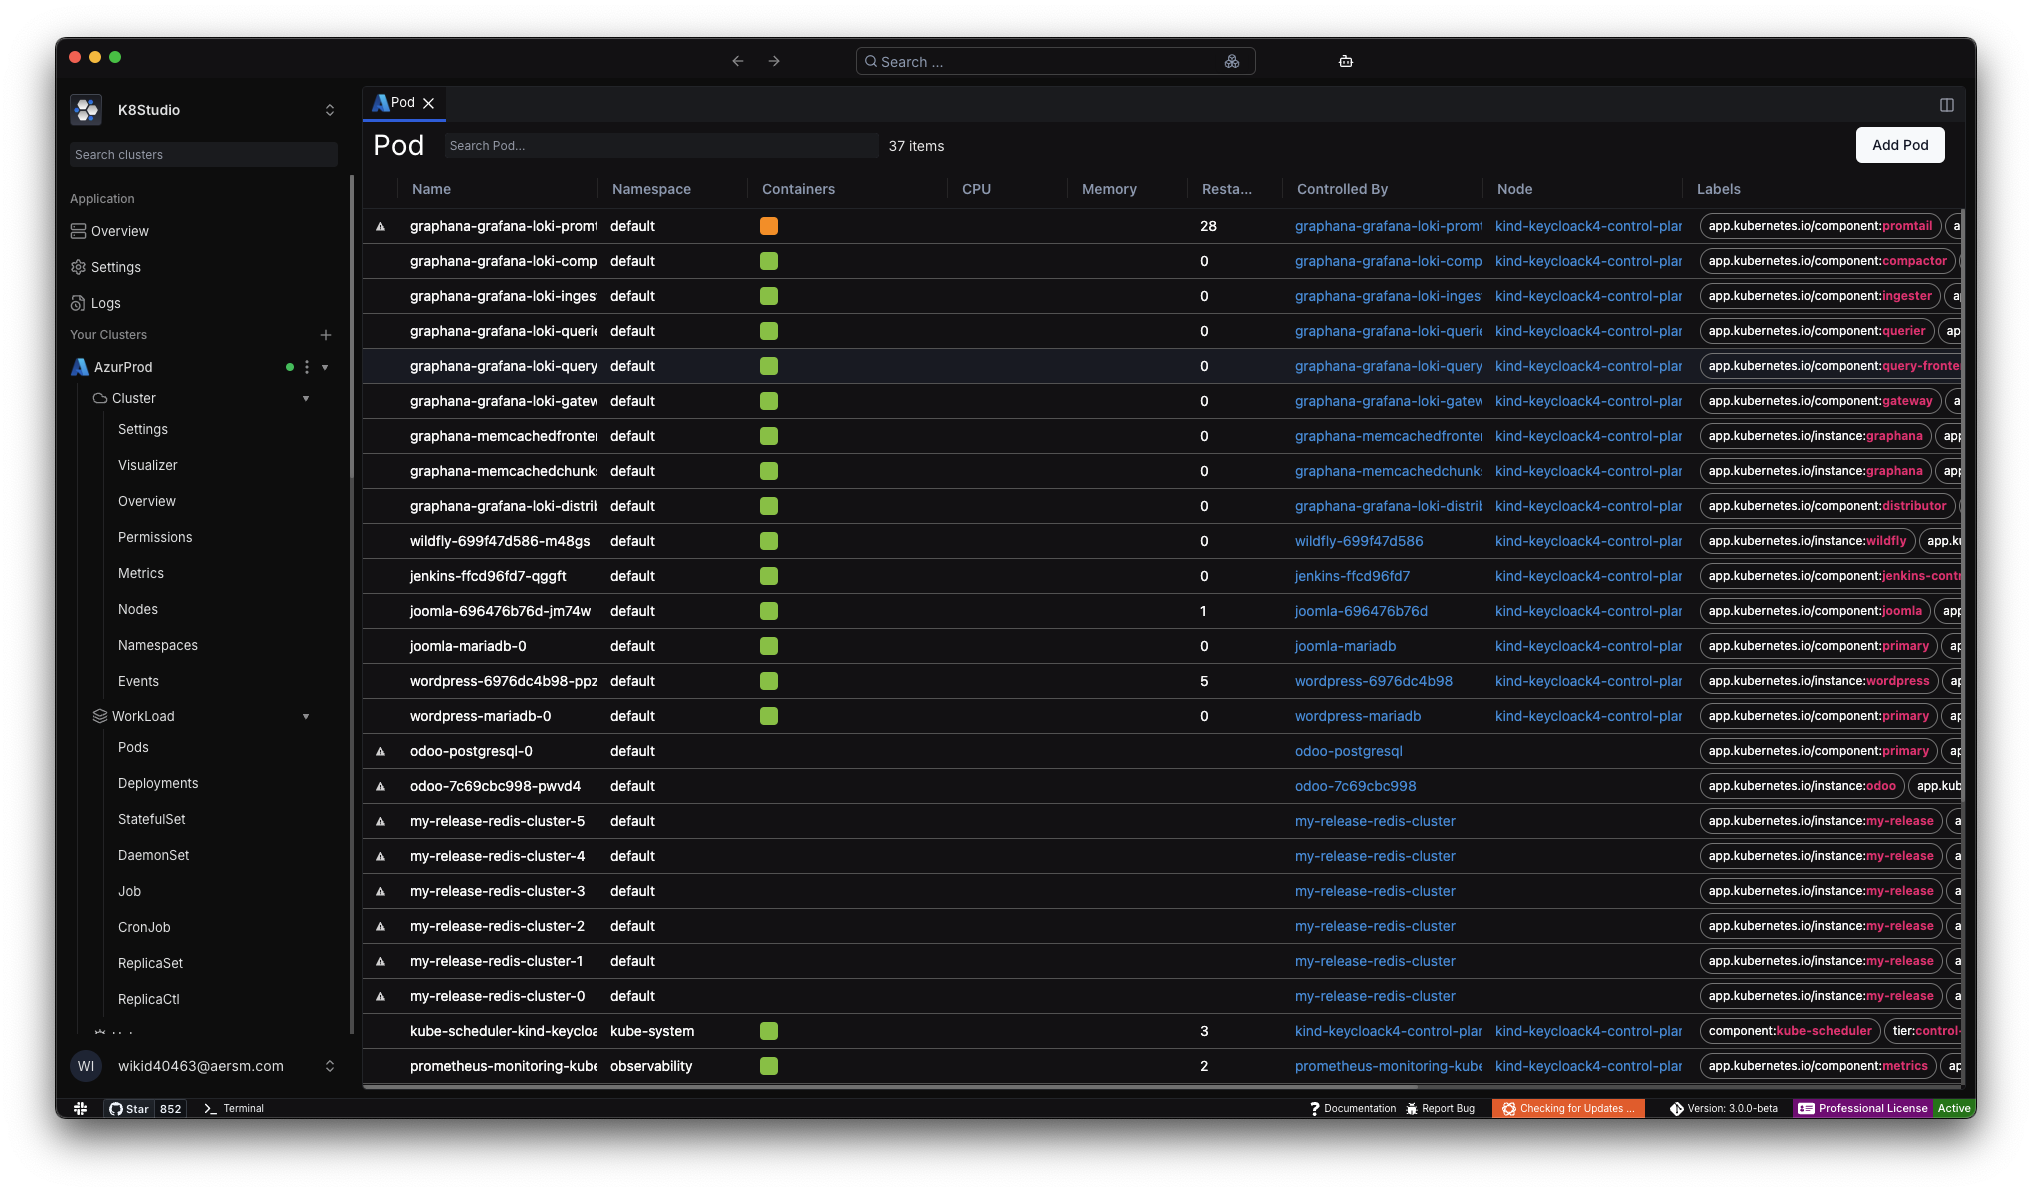 Search ...
K8Studio
Search clusters
Application
Overview
Settings
Logs
Your Clusters
AzurProd
Cluster
Settings
Visualizer
Overview
Permissions
Metrics
Nodes
Namespaces
Events
WorkLoad
Pods
Deployments
StatefulSet
DaemonSet
Job
CronJob
ReplicaSet
ReplicaCtl
WI wikid40463@aersm.com
Pod
Pod Search Pod... 37 items Add Pod
Name Namespace Containers CPU Memory Resta... Controlled By Node Labels
graphana-grafana-loki-promt default 28 graphana-grafana-loki-promt kind-keycloack4-control-plar app.kubernetes.io/component:promtail a
graphana-grafana-loki-comp default 0 graphana-grafana-loki-comp kind-keycloack4-control-plar app.kubernetes.io/component:compactor
graphana-grafana-loki-inges default 0 graphana-grafana-loki-inges kind-keycloack4-control-plar app.kubernetes.io/component:ingester a
graphana-grafana-loki-querie default 0 graphana-grafana-loki-querie kind-keycloack4-control-plar app.kubernetes.io/component:querier ap
graphana-grafana-loki-query default 0 graphana-grafana-loki-query kind-keycloack4-control-plar app.kubernetes.io/component:query-fronte
graphana-grafana-loki-gatew default 0 graphana-grafana-loki-gatew kind-keycloack4-control-plar app.kubernetes.io/component:gateway a
graphana-memcachedfronter default 0 graphana-memcachedfronter kind-keycloack4-control-plar app.kubernetes.io/instance:graphana app
graphana-memcachedchunk default 0 graphana-memcachedchunk kind-keycloack4-control-plar app.kubernetes.io/instance:graphana app
graphana-grafana-loki-distrib default 0 graphana-grafana-loki-distrib kind-keycloack4-control-plar app.kubernetes.io/component:distributor
wildfly-699f47d586-m48gs default 0 wildfly-699f47d586 kind-keycloack4-control-plar app.kubernetes.io/instance:wildfly app.ku
jenkins-ffcd96fd7-qggft default 0 jenkins-ffcd96fd7 kind-keycloack4-control-plar app.kubernetes.io/component:jenkins-contr
joomla-696476b76d-jm74w default 1 joomla-696476b76d kind-keycloack4-control-plar app.kubernetes.io/component:joomla app
joomla-mariadb-0 default 0 joomla-mariadb kind-keycloack4-control-plar app.kubernetes.io/component:primary ap
wordpress-6976dc4b98-ppz default 5 wordpress-6976dc4b98 kind-keycloack4-control-plar app.kubernetes.io/instance:wordpress ap
wordpress-mariadb-0 default 0 wordpress-mariadb kind-keycloack4-control-plar app.kubernetes.io/component:primary ap
odoo-postgresql-0 default odoo-postgresql app.kubernetes.io/component:primary ap
odoo-7c69cbc998-pwvd4 default odoo-7c69cbc998 app.kubernetes.io/instance:odoo app.kub
my-release-redis-cluster-5 default my-release-redis-cluster app.kubernetes.io/instance:my-release a
my-release-redis-cluster-4 default my-release-redis-cluster app.kubernetes.io/instance:my-release a
my-release-redis-cluster-3 default my-release-redis-cluster app.kubernetes.io/instance:my-release a
my-release-redis-cluster-2 default my-release-redis-cluster app.kubernetes.io/instance:my-release a
my-release-redis-cluster-1 default my-release-redis-cluster app.kubernetes.io/instance:my-release a
my-release-redis-cluster-0 default my-release-redis-cluster app.kubernetes.io/instance:my-release a
kube-scheduler-kind-keycloa kube-system 3 kind-keycloack4-control-plar kind-keycloack4-control-plar component:kube-scheduler tier:control-
prometheus-monitoring-kube observability 2 prometheus-monitoring-kube kind-keycloack4-control-plar app.kubernetes.io/component:metrics ap
Star 852 Terminal Documentation Report Bug Checking for Updates ... Version: 3.0.0-beta Professional License Active